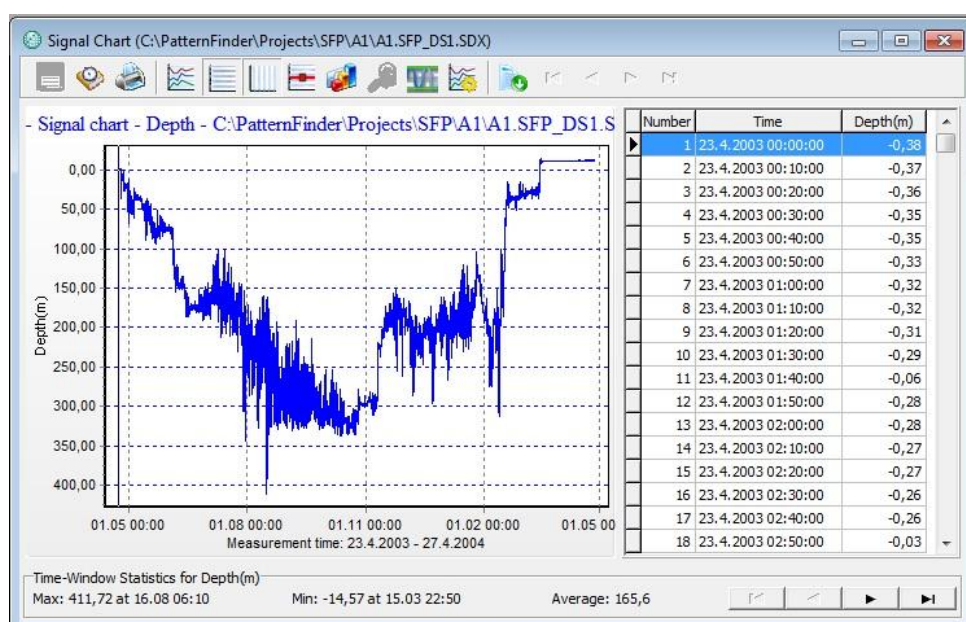 Signal Chart (C:\PatternFinder\Projects\SFP\A1\A1.SFP_DS1.SDX)
- Signal chart - Depth - C:\PatternFinder\Projects\SFP\A1\A1.SFP_DS1.S
0,00
50,00
100,00
150,00
200,00
250,00
300,00
350,00
400,00
Depth(m)
01.05 00:00 01.08 00:00 01.11 00:00 01.02 00:00 01.05 00
Measurement time: 23.4.2003 - 27.4.2004
Number Time Depth(m)
1 23.4.2003 00:00:00 -0,38
2 23.4.2003 00:10:00 -0,37
3 23.4.2003 00:20:00 -0,36
4 23.4.2003 00:30:00 -0,35
5 23.4.2003 00:40:00 -0,35
6 23.4.2003 00:50:00 -0,33
7 23.4.2003 01:00:00 -0,32
8 23.4.2003 01:10:00 -0,32
9 23.4.2003 01:20:00 -0,31
10 23.4.2003 01:30:00 -0,29
11 23.4.2003 01:40:00 -0,06
12 23.4.2003 01:50:00 -0,28
13 23.4.2003 02:00:00 -0,28
14 23.4.2003 02:10:00 -0,27
15 23.4.2003 02:20:00 -0,27
16 23.4.2003 02:30:00 -0,26
17 23.4.2003 02:40:00 -0,26
18 23.4.2003 02:50:00 -0,03
Time-Window Statistics for Depth(m)
Max: 411,72 at 16.08 06:10 Min: -14,57 at 15.03 22:50 Average: 165,6